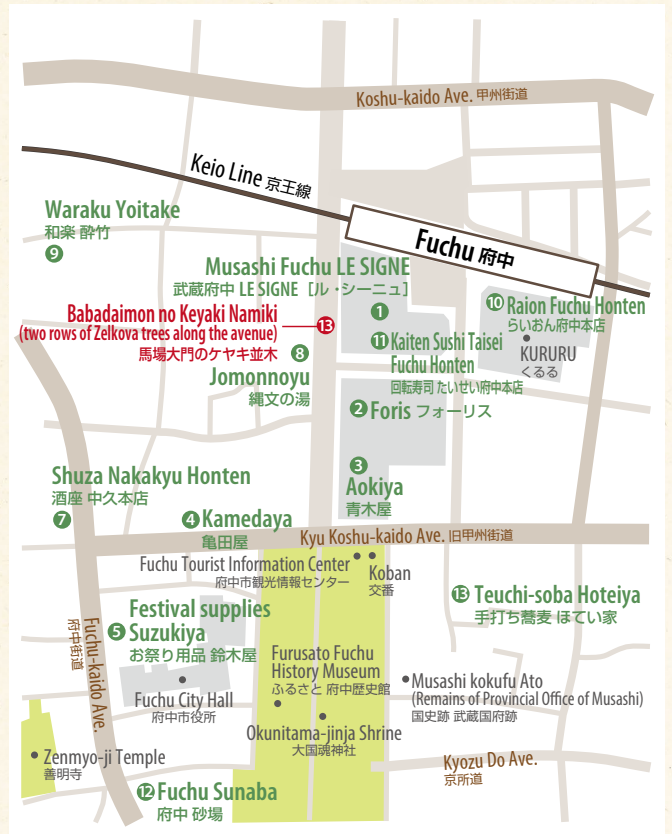 Koshu-kaido Ave. 甲州街道
Keio Line 京王線
Fuchu 府中
Waraku Yoitake
和楽 酔竹
9
Musashi Fuchu LE SIGNE
武蔵府中 LE SIGNE［ル・シーニュ］
1
Babadaimon no Keyaki Namiki
(two rows of Zelkova trees along the avenue)
馬場大門のケヤキ並木
13
10 Raion Fuchu Honten
らいおん府中本店
KURURU
くるる
11 Kaiten Sushi Taisei
Fuchu Honten
回転寿司 たいせい府中本店
8
Jomonnoyu
縄文の湯
2 Foris フォーリス
3
Aokiya
青木屋
Shuza Nakakyu Honten
酒座 中久本店
7
4 Kamedaya
亀田屋
Kyu Koshu-kaido Ave. 旧甲州街道
Fuchu Tourist Information Center
府中市観光情報センター
Koban
交番
13 Teuchi-soba Hoteiya
手打ち蕎麦 ほてい家
Fuchu-kaido Ave.
府中街道
Festival supplies
5 Suzukiya
お祭り用品 鈴木屋
Fuchu City Hall
府中市役所
Furusato Fuchu
History Museum
ふるさと 府中歴史館
Musashi kokufu Ato
(Remains of Provincial Office of Musashi)
国史跡 武蔵国府跡
Okunitama-jinja Shrine
大国魂神社
Zenmyo-ji Temple
善明寺
Kyozu Do Ave.
京所道
12 Fuchu Sunaba
府中 砂場